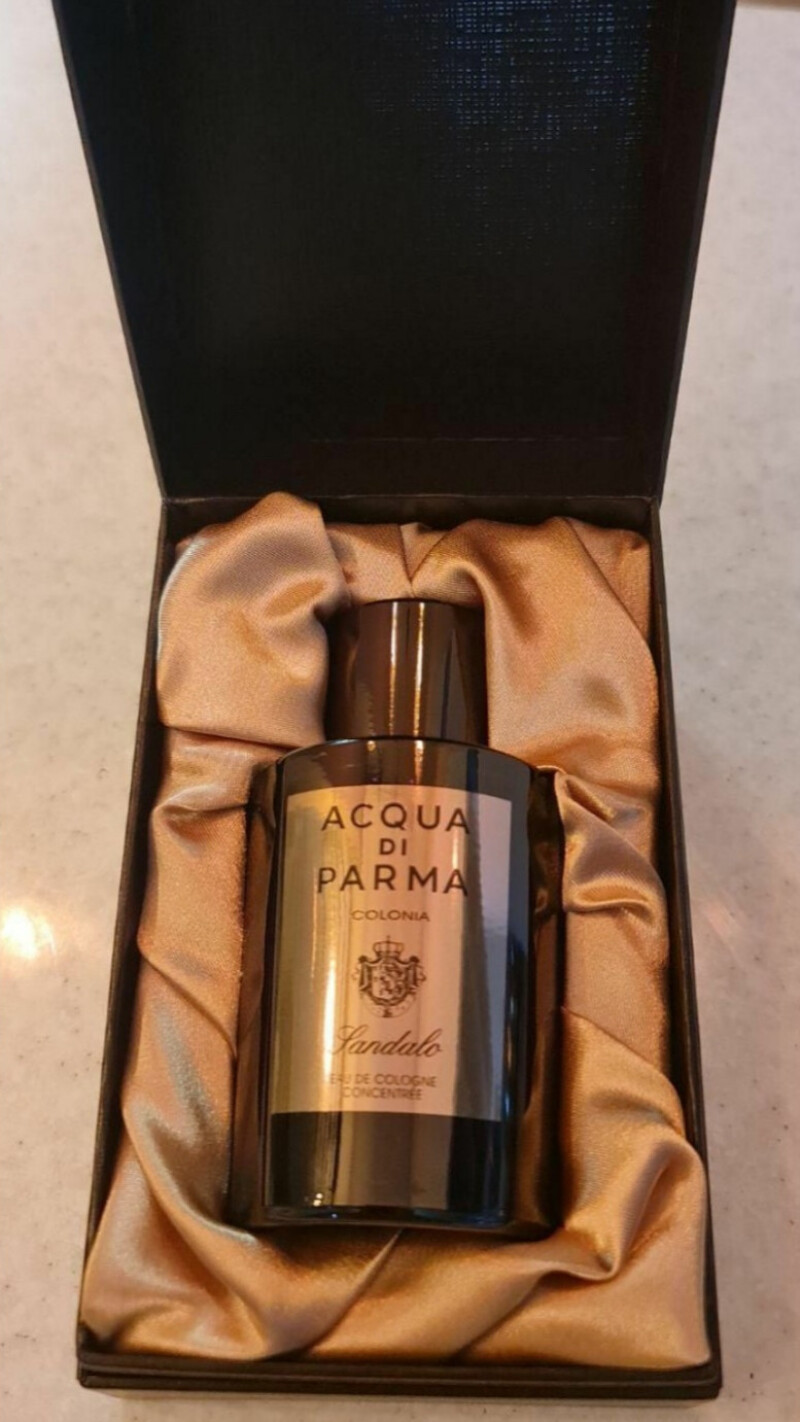 ACQUA
DI
PARMA
COLONIA
Sandalo
EAU DE COLOGNE
CONCENTRÉE